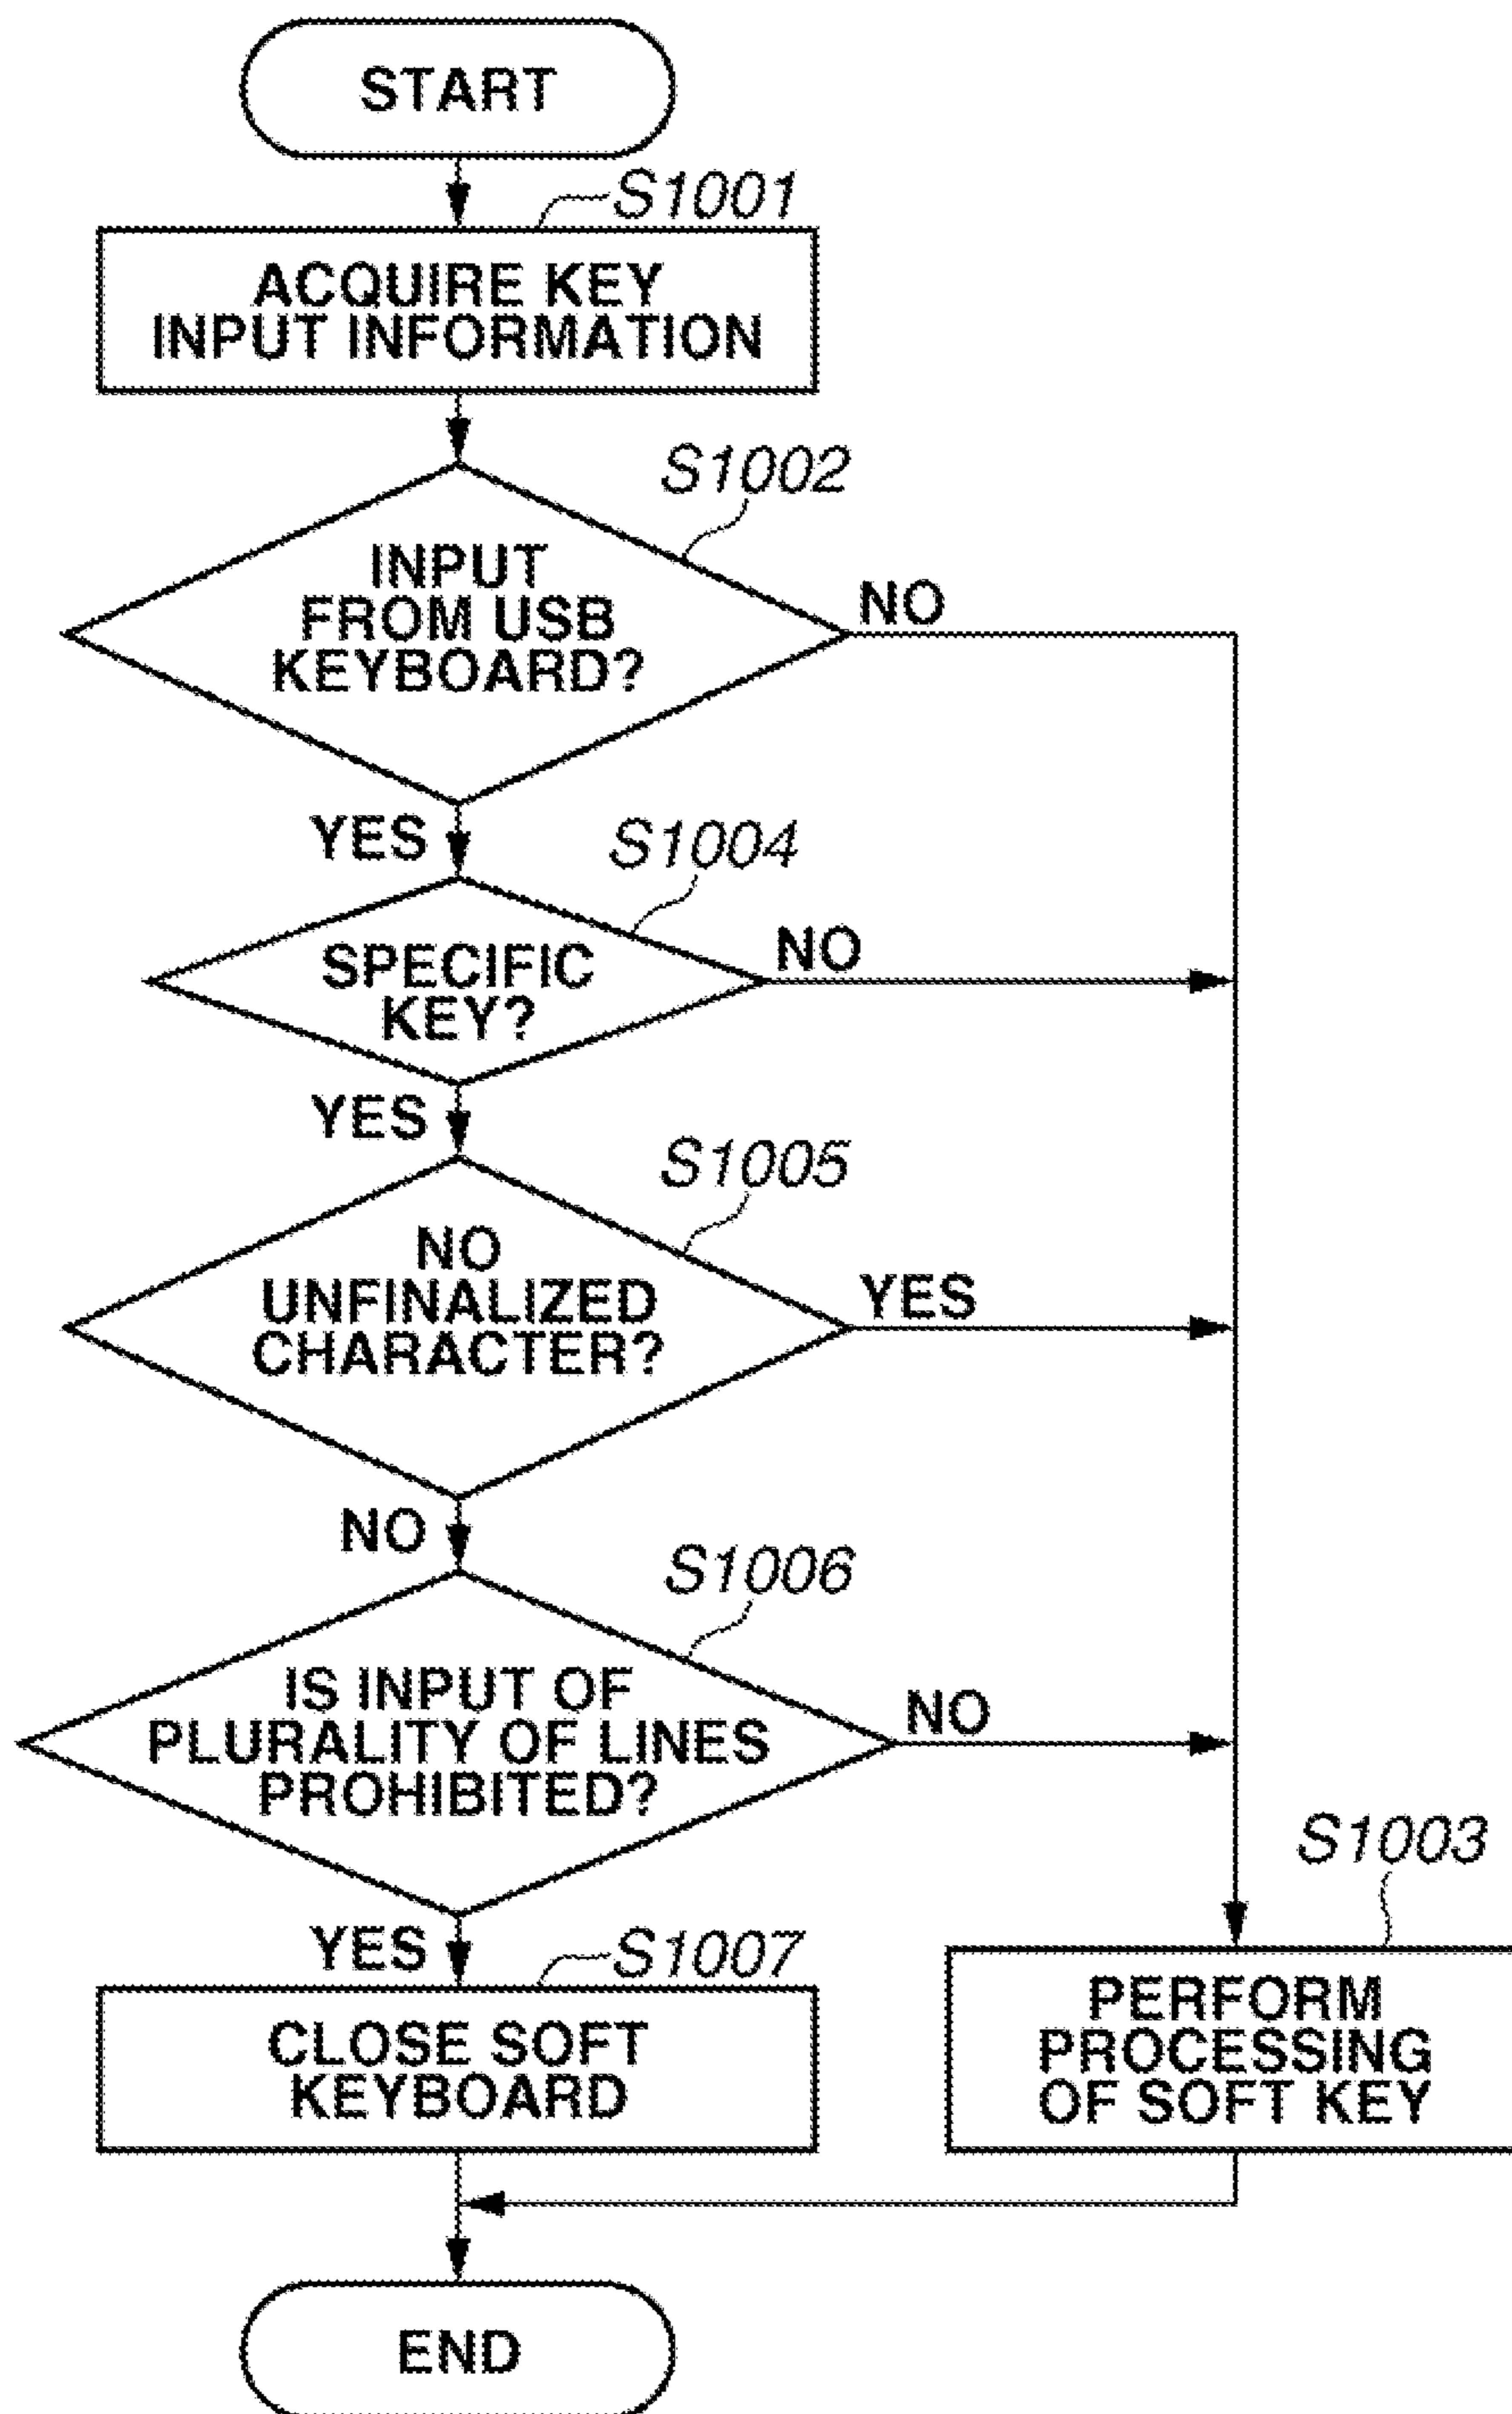 START
S1001
ACQUIRE KEY
INPUT INFORMATION
S1002
INPUT
FROM USB
KEYBOARD?
NO
YES
S1004
SPECIFIC
KEY?
NO
YES
S1005
NO
UNFINALIZED
CHARACTER?
YES
NO
S1006
IS INPUT OF
PLURALITY OF LINES
PROHIBITED?
NO
YES
S1007
CLOSE SOFT
KEYBOARD
S1003
PERFORM
PROCESSING
OF SOFT KEY
END